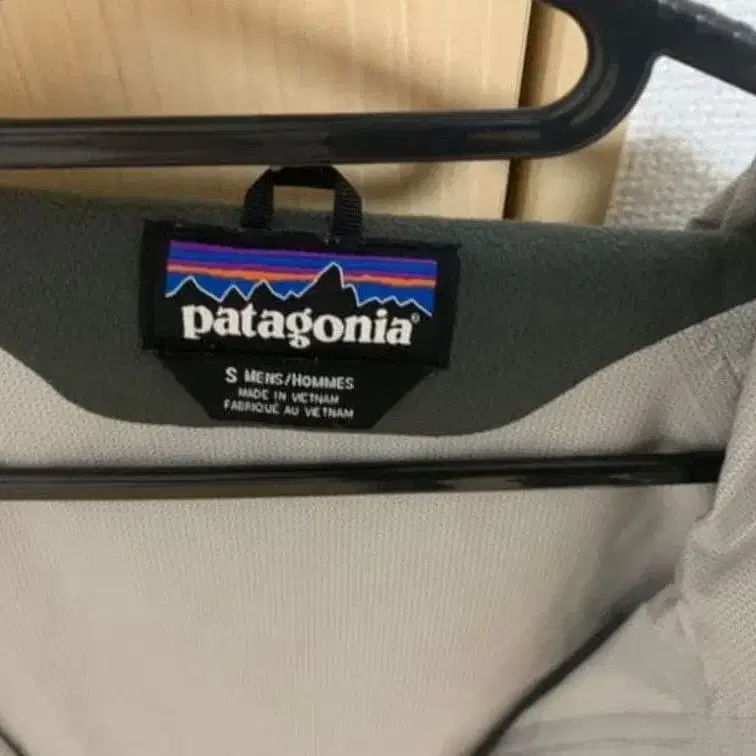 patagonia®
S MENS/HOMMES
MADE IN VIETNAM
FABRIQUÉ AU VIETNAM